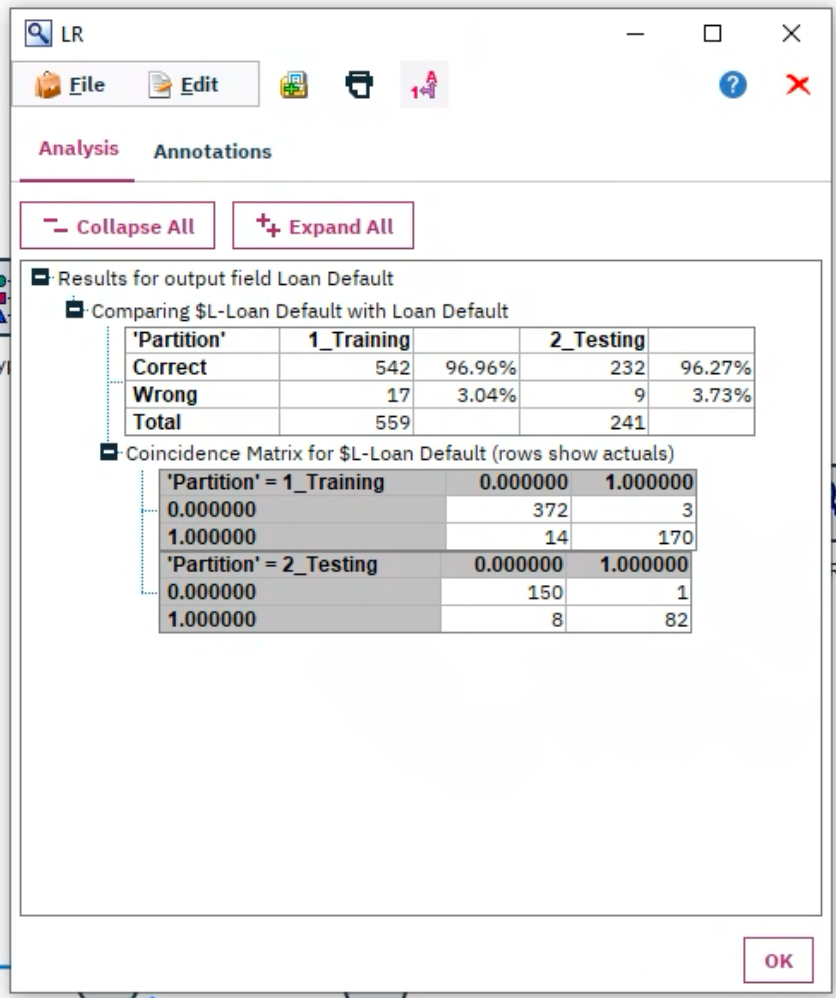 LR
File Edit
Analysis Annotations
Collapse All Expand All
Results for output field Loan Default
Comparing $L-Loan Default with Loan Default
'Partition' 1_Training 2_Testing
Correct 542 96.96% 232 96.27%
Wrong 17 3.04% 9 3.73%
Total 559 241
Coincidence Matrix for $L-Loan Default (rows show actuals)
'Partition' = 1_Training 0.000000 1.000000
0.000000 372 3
1.000000 14 170
'Partition' = 2_Testing 0.000000 1.000000
0.000000 150 1
1.000000 8 82
OK